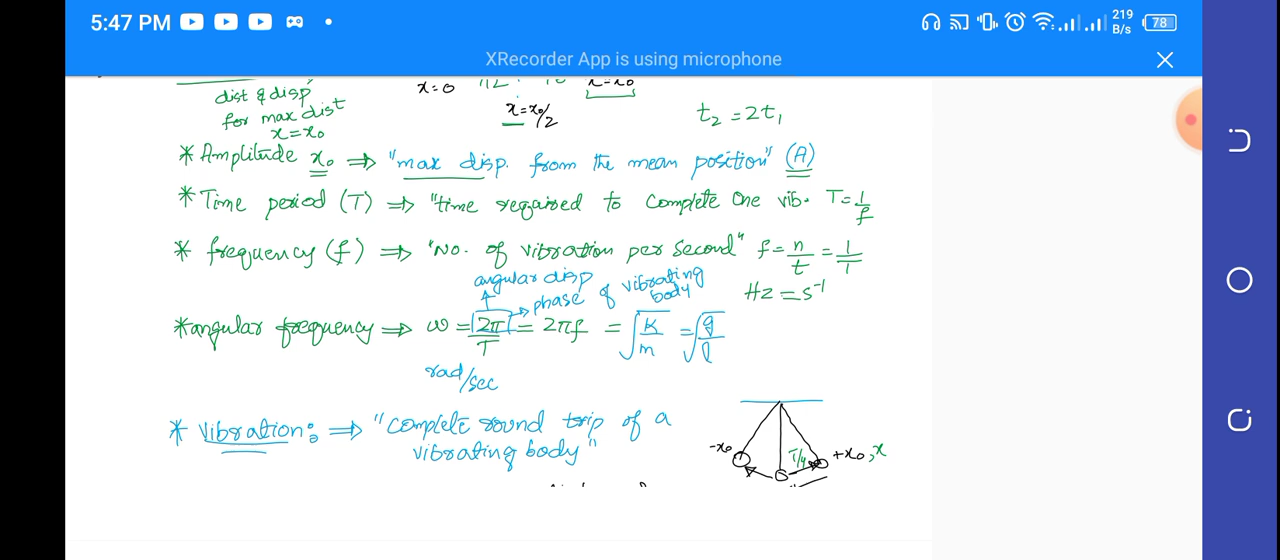 5:47 PM
219 B/s 78
XRecorder App is using microphone
dist & disp
for max dist
x=x₀
x=0
x=x₀
x=x₀/2
t₂ =2t₁
* Amplitude x₀ ⇒ "max disp. from the mean position" (A)
* Time period (T) ⇒ "time required to complete one vib. T=1/f
* frequency (f) ⇒ "No. of vibration per second" f=n/t=1/T
Hz =s⁻¹
angular disp
phase of vibrating body
*angular frequency ⇒ ω =2π/T= 2πf =√K/m =√g/l
rad/sec
* Vibration: ⇒ "Complete round trip of a
vibrating body"
-x₀ T/4 +x₀,x